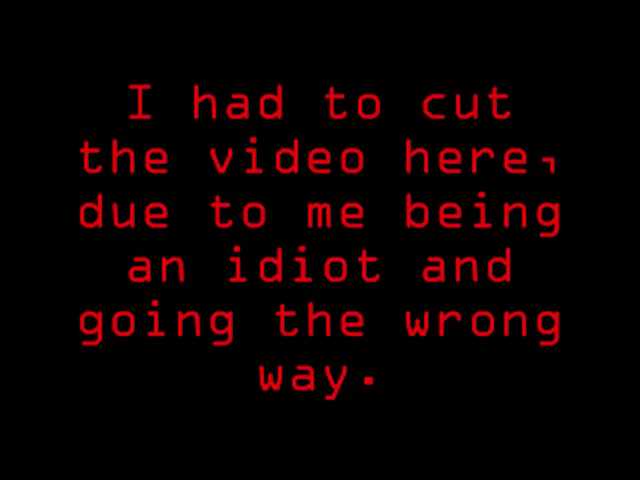 I had to cut
the video here,
due to me being
an idiot and
going the wrong
way.